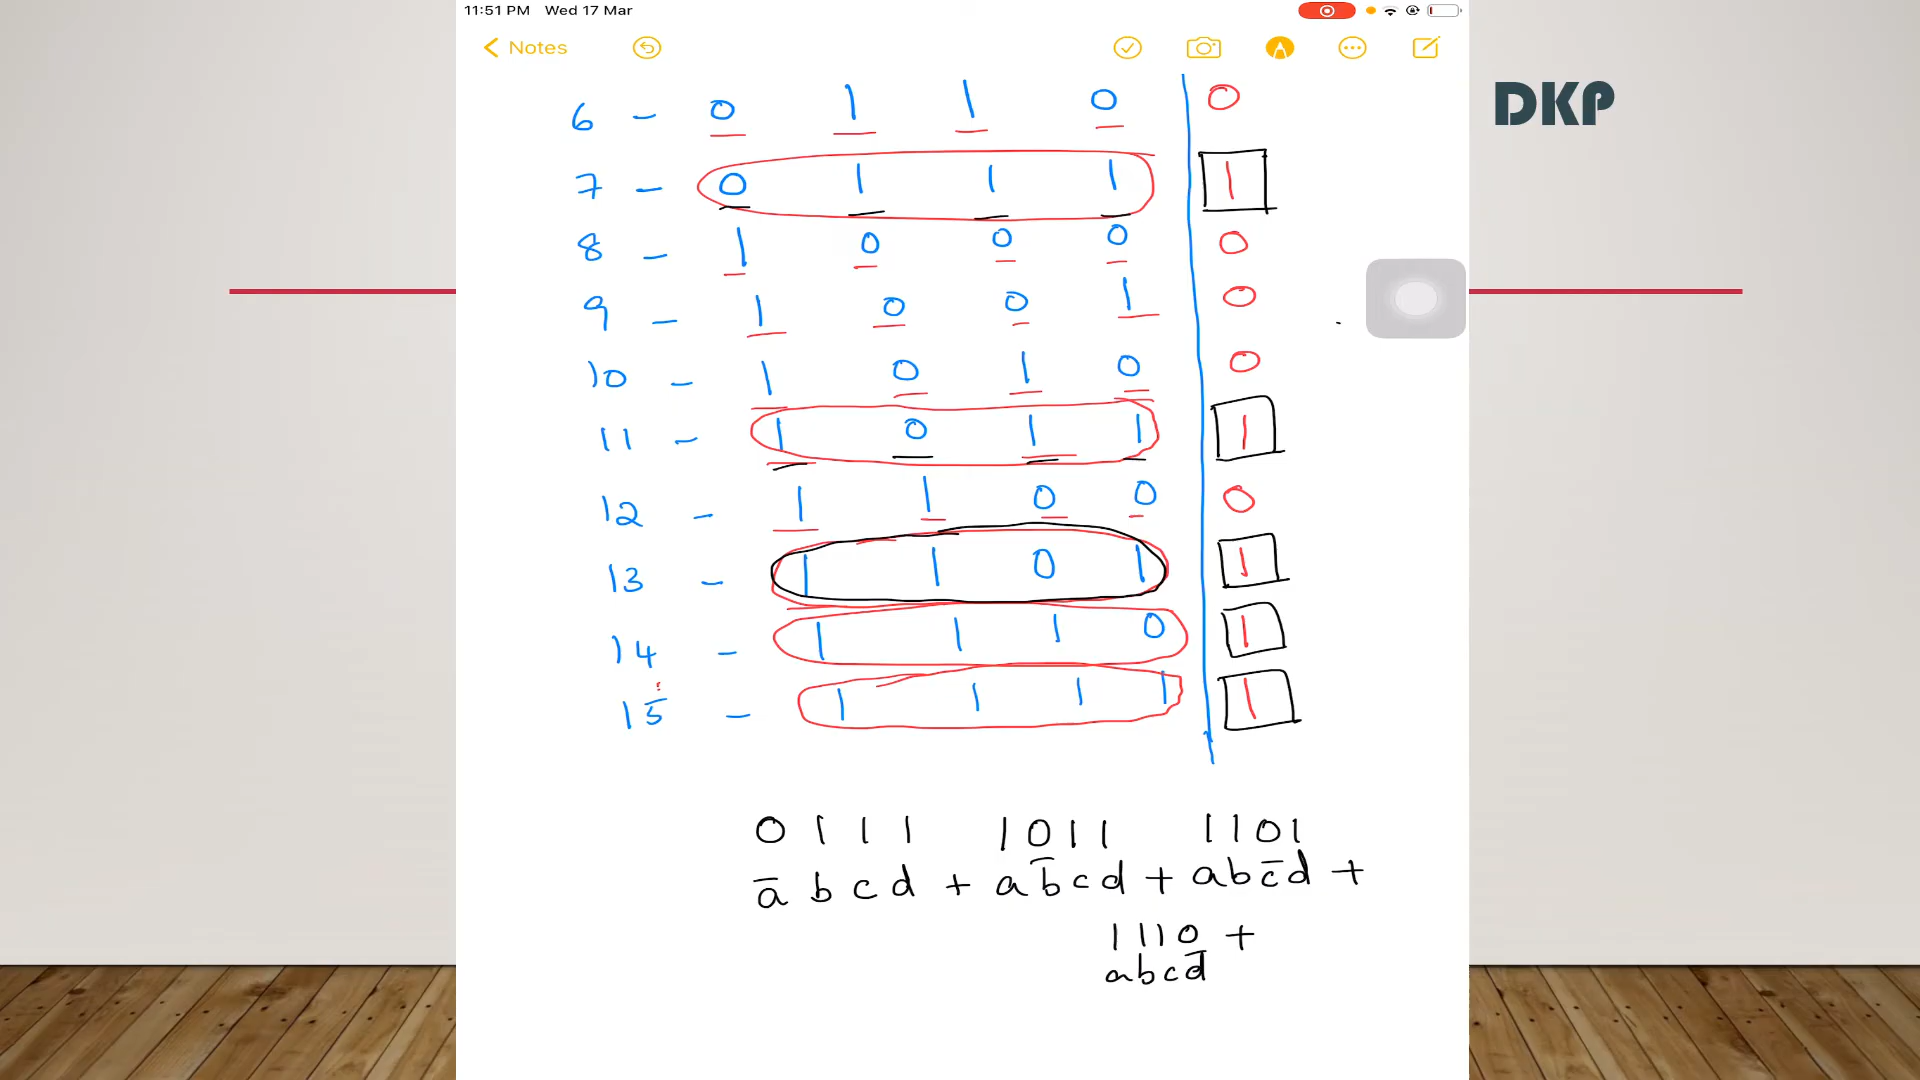 11:51 PM Wed 17 Mar
Notes
DKP
6 - 0 1 1 0 0
7 - 0 1 1 1 1
8 - 1 0 0 0 0
9 - 1 0 0 1 0
10 - 1 0 1 0 0
11 - 1 0 1 1 1
12 - 1 1 0 0 0
13 - 1 1 0 1 1
14 - 1 1 1 0 1
15 - 1 1 1 1 1
0 1 1 1 1 0 1 1 1 1 0 1
a̅ b c d + a b̅ c d + a b c̅ d +
1 1 1 0 +
a b c d̅